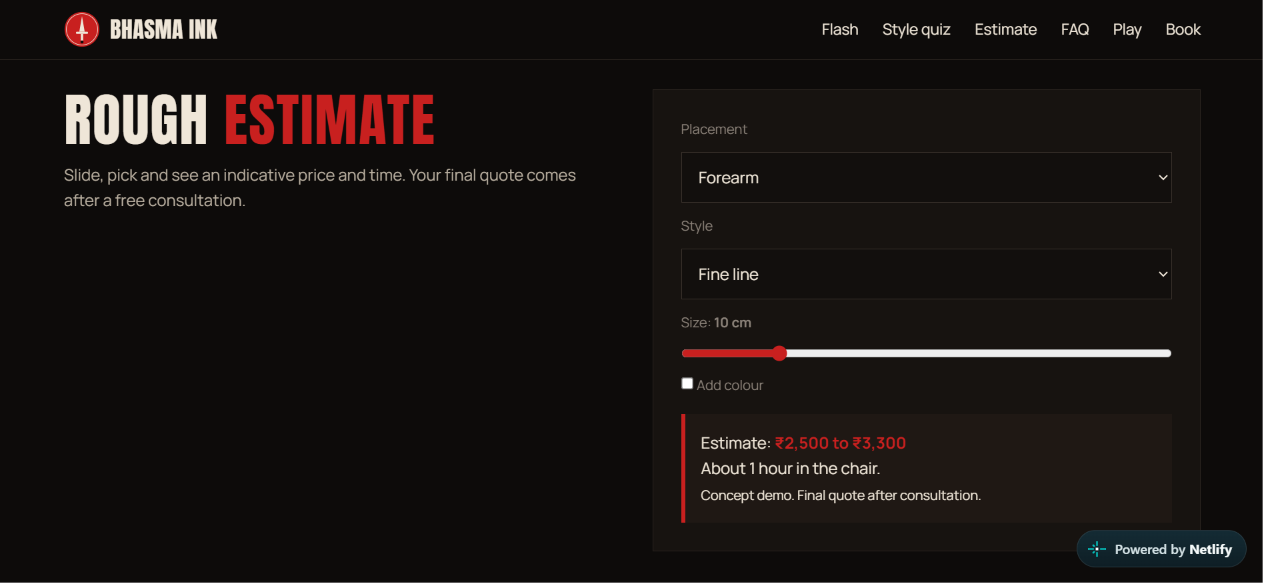 BHASMA INK
Flash
Style quiz
Estimate
FAQ
Play
Book
ROUGH ESTIMATE
Slide, pick and see an indicative price and time. Your final quote comes
after a free consultation.
Placement
Forearm
Style
Fine line
Size: 10 cm
Add colour
Estimate: ₹2,500 to ₹3,300
About 1 hour in the chair.
Concept demo. Final quote after consultation.
Powered by Netlify